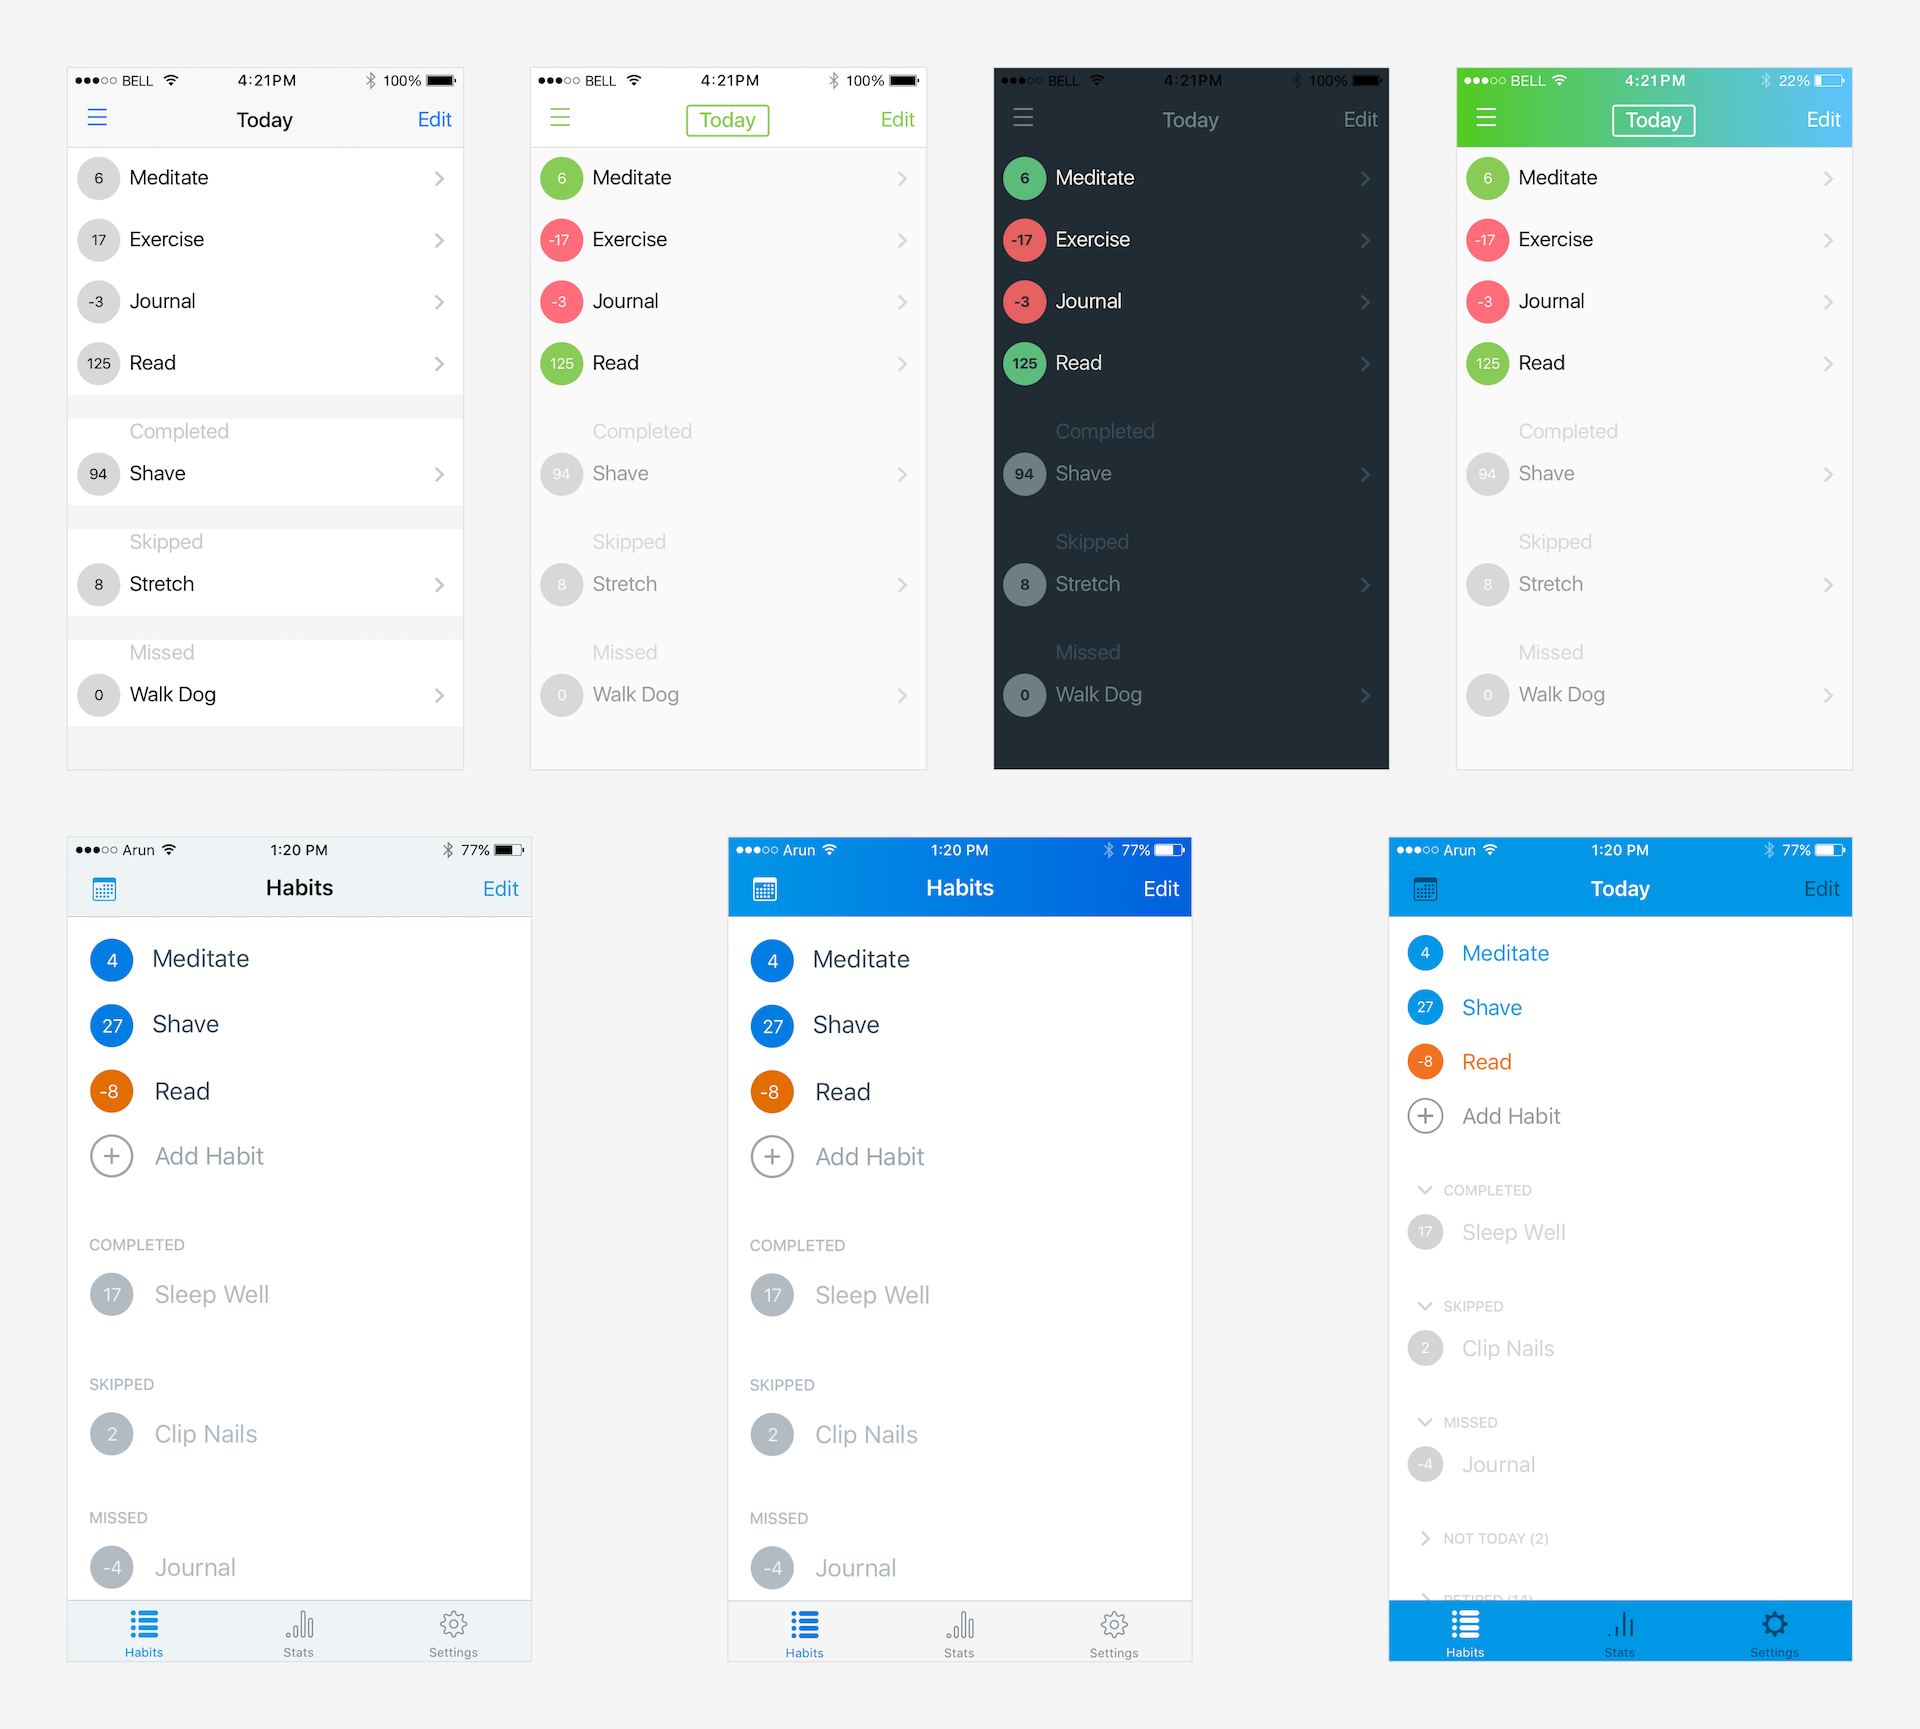 BELL 4:21PM 100%
Today Edit
6 Meditate
17 Exercise
-3 Journal
125 Read
Completed
94 Shave
Skipped
8 Stretch
Missed
0 Walk Dog
BELL 4:21PM 100%
Today Edit
6 Meditate
-17 Exercise
-3 Journal
125 Read
Completed
94 Shave
Skipped
8 Stretch
Missed
0 Walk Dog
BELL 4:21PM 100%
Today Edit
6 Meditate
-17 Exercise
-3 Journal
125 Read
Completed
94 Shave
Skipped
8 Stretch
Missed
0 Walk Dog
BELL 4:21PM 22%
Today Edit
6 Meditate
-17 Exercise
-3 Journal
125 Read
Completed
94 Shave
Skipped
8 Stretch
Missed
0 Walk Dog
Arun 1:20 PM 77%
Habits Edit
4 Meditate
27 Shave
-8 Read
+ Add Habit
COMPLETED
17 Sleep Well
SKIPPED
2 Clip Nails
MISSED
-4 Journal
Habits Stats Settings
Arun 1:20 PM 77%
Habits Edit
4 Meditate
27 Shave
-8 Read
+ Add Habit
COMPLETED
17 Sleep Well
SKIPPED
2 Clip Nails
MISSED
-4 Journal
Habits Stats Settings
Arun 1:20 PM 77%
Today Edit
4 Meditate
27 Shave
-8 Read
+ Add Habit
COMPLETED
17 Sleep Well
SKIPPED
2 Clip Nails
MISSED
-4 Journal
NOT TODAY (2)
RETIRED (14)
Habits Stats Settings